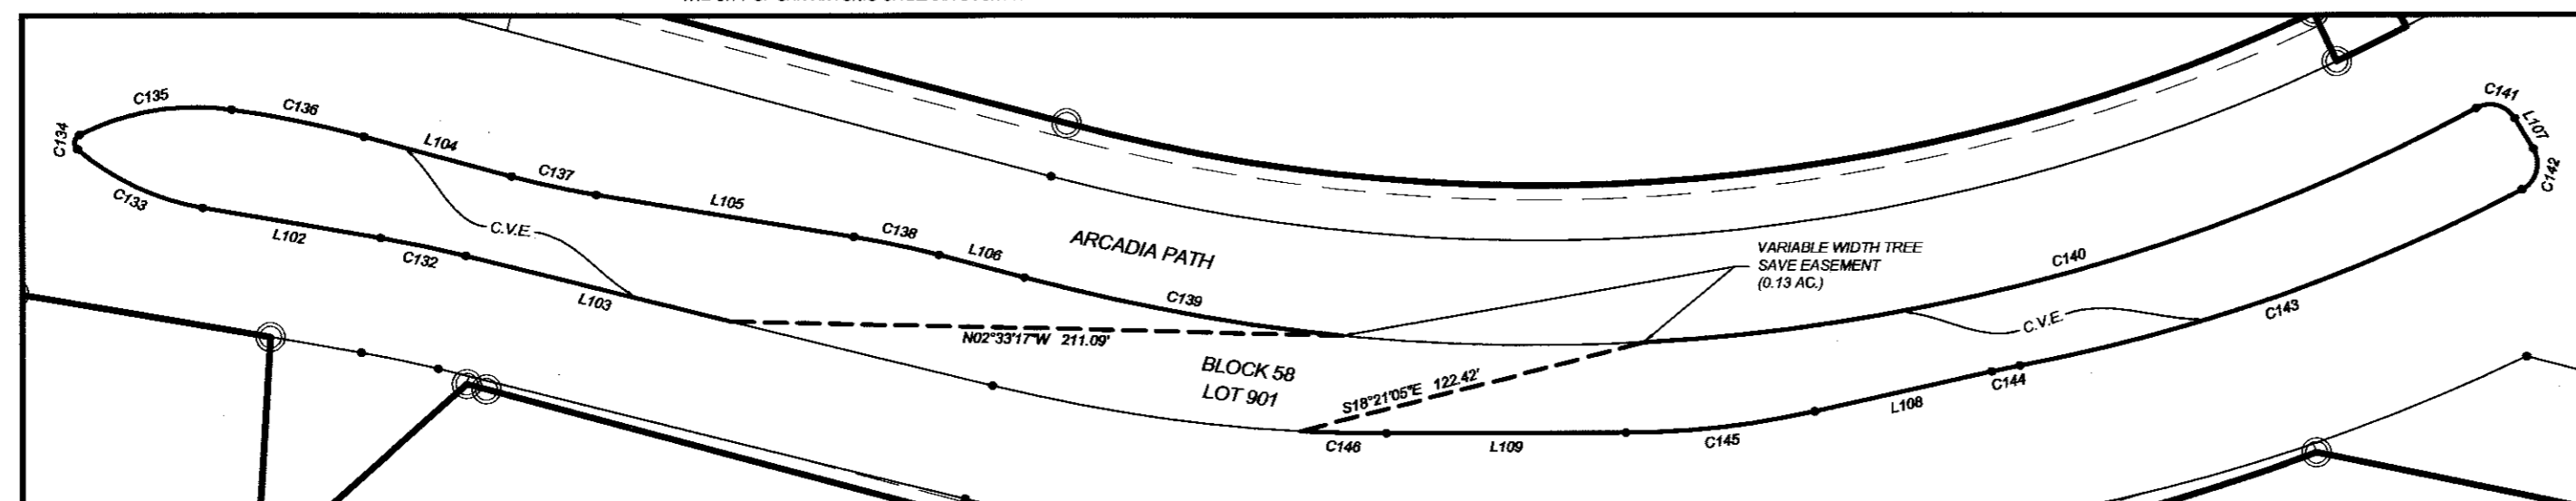 C135
C136
C134
L104
C137
C133
L105
L102
C.V.E.
C132
C138
L106
L103
ARCADIA PATH
C139
N02°33'17"W 211.09'
VARIABLE WIDTH TREE
SAVE EASEMENT
(0.13 AC.)
BLOCK 58
LOT 901
S18°21'05"E 122.42'
C146
L109
C145
L108
C144
C.V.E.
C143
C140
C141
L107
C142